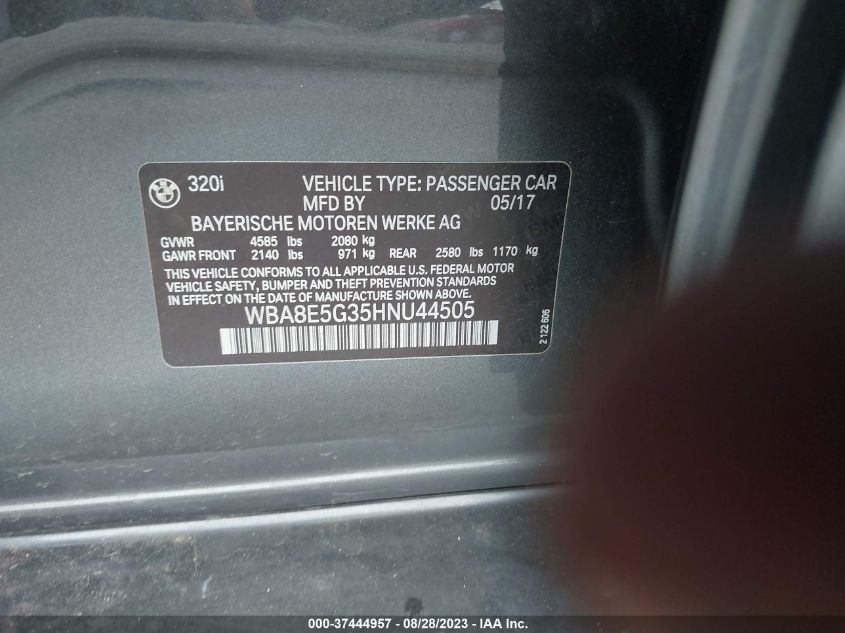 BMW 320i VEHICLE TYPE: PASSENGER CAR
MFD BY 05/17
BAYERISCHE MOTOREN WERKE AG
GVWR 4585 lbs 2080 kg
GAWR FRONT 2140 lbs 971 kg REAR 2580 lbs 1170 kg
THIS VEHICLE CONFORMS TO ALL APPLICABLE U.S. FEDERAL MOTOR
VEHICLE SAFETY, BUMPER AND THEFT PREVENTION STANDARDS
IN EFFECT ON THE DATE OF MANUFACTURE SHOWN ABOVE.
WBA8E5G35HNU44505
2 122 606
000-37444957 - 08/28/2023 - IAA Inc.